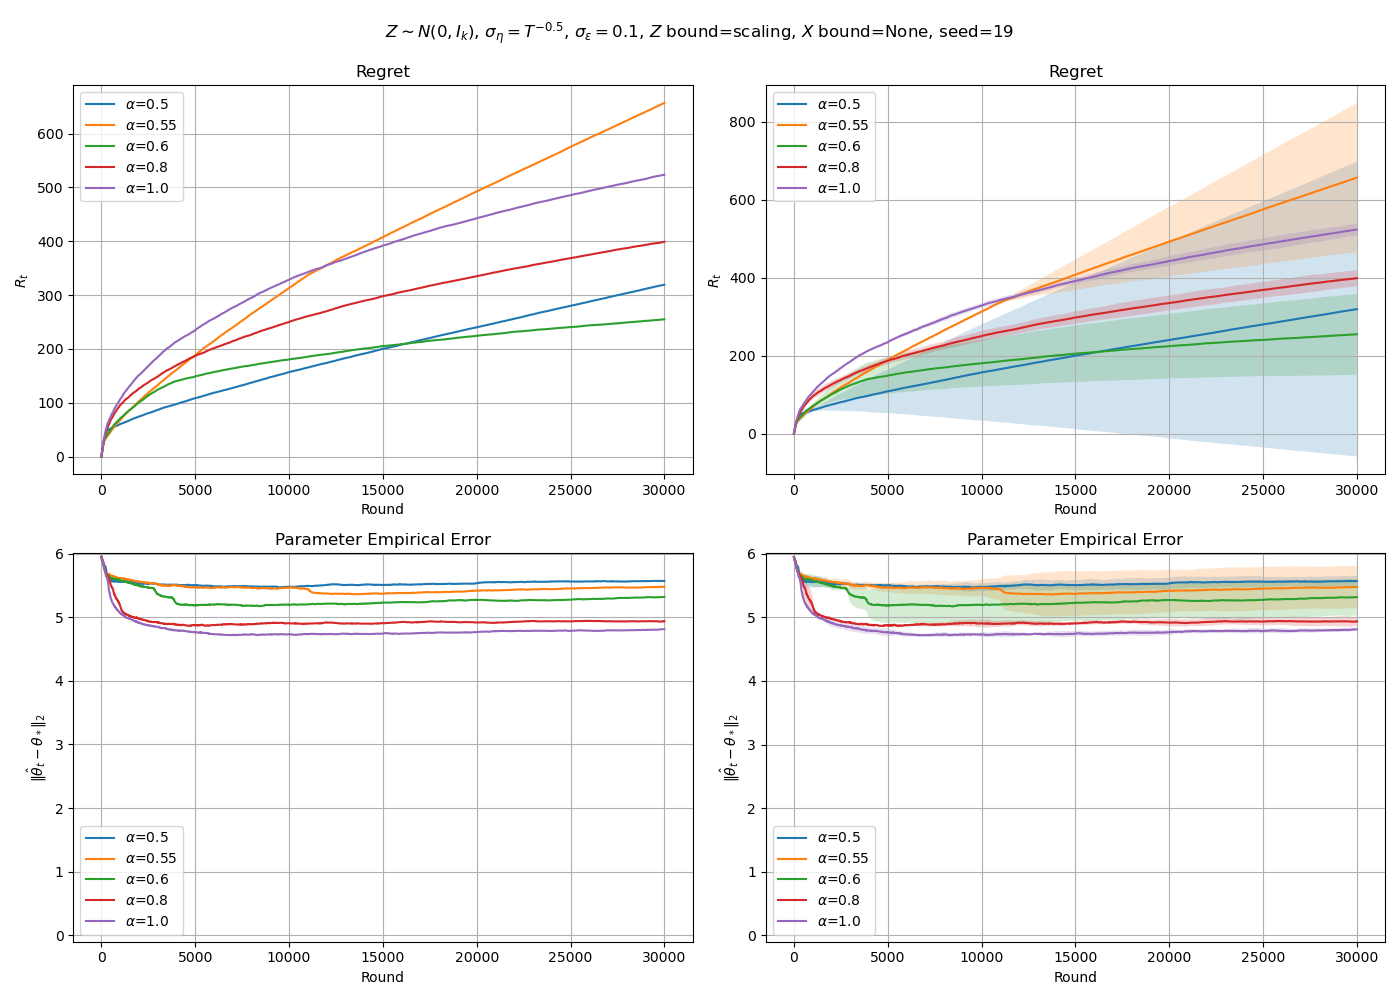 Z ∼ N(0, I_k), σ_η = T^{−0.5}, σ_ε = 0.1, Z bound=scaling, X bound=None, seed=19
Regret
R_t
600
500
400
300
200
100
0
α=0.5
α=0.55
α=0.6
α=0.8
α=1.0
0 5000 10000 15000 20000 25000 30000
Round
Regret
R_t
800
600
400
200
0
α=0.5
α=0.55
α=0.6
α=0.8
α=1.0
0 5000 10000 15000 20000 25000 30000
Round
Parameter Empirical Error
‖θ̂_t − θ_*‖_2
6
5
4
3
2
1
0
α=0.5
α=0.55
α=0.6
α=0.8
α=1.0
0 5000 10000 15000 20000 25000 30000
Round
Parameter Empirical Error
‖θ̂_t − θ_*‖_2
6
5
4
3
2
1
0
α=0.5
α=0.55
α=0.6
α=0.8
α=1.0
0 5000 10000 15000 20000 25000 30000
Round